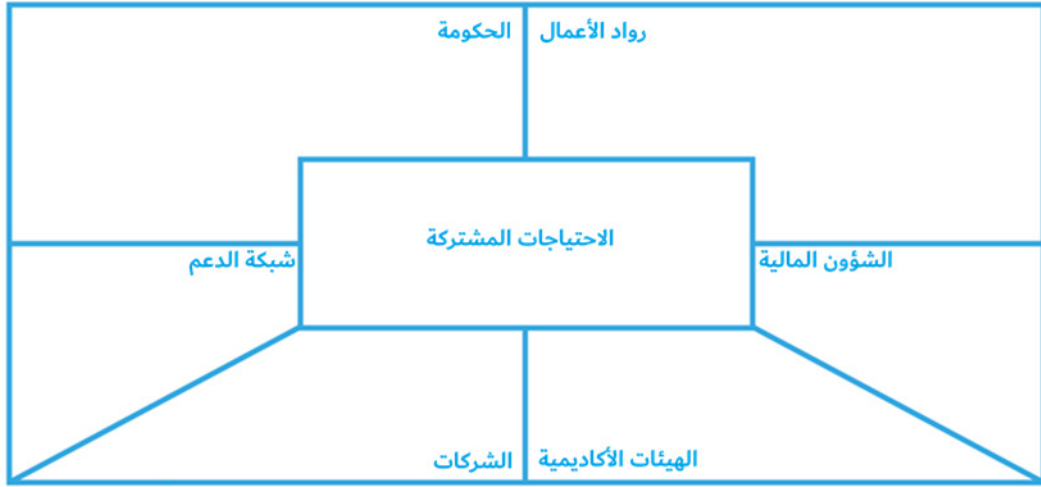 رواد الأعمال
الحكومة
الاحتياجات المشتركة
الشؤون المالية
شبكة الدعم
الهيئات الأكاديمية
الشركات